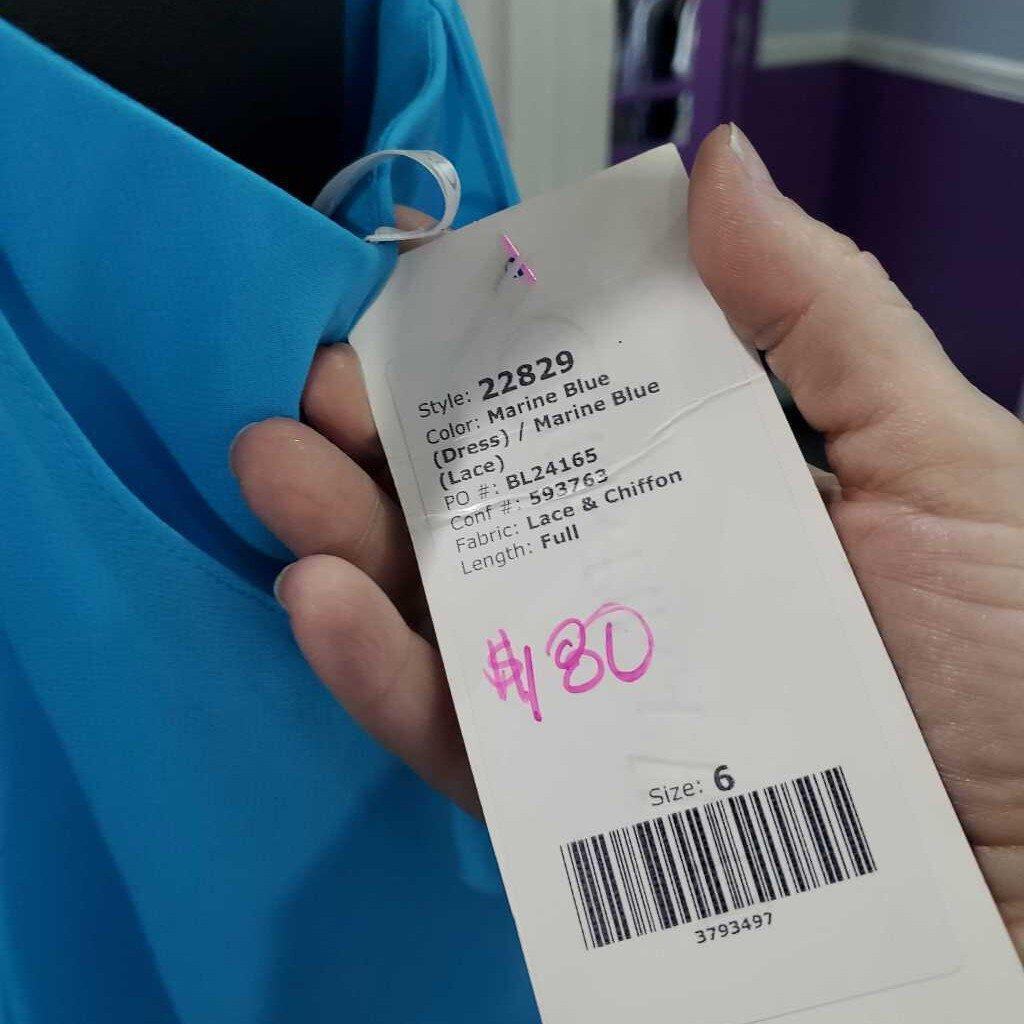 Style: 22829
Color: Marine Blue
(Dress) / Marine Blue
(Lace)
PO #: BL24165
Conf #: 593763
Fabric: Lace & Chiffon
Length: Full
$180
Size: 6
3793497